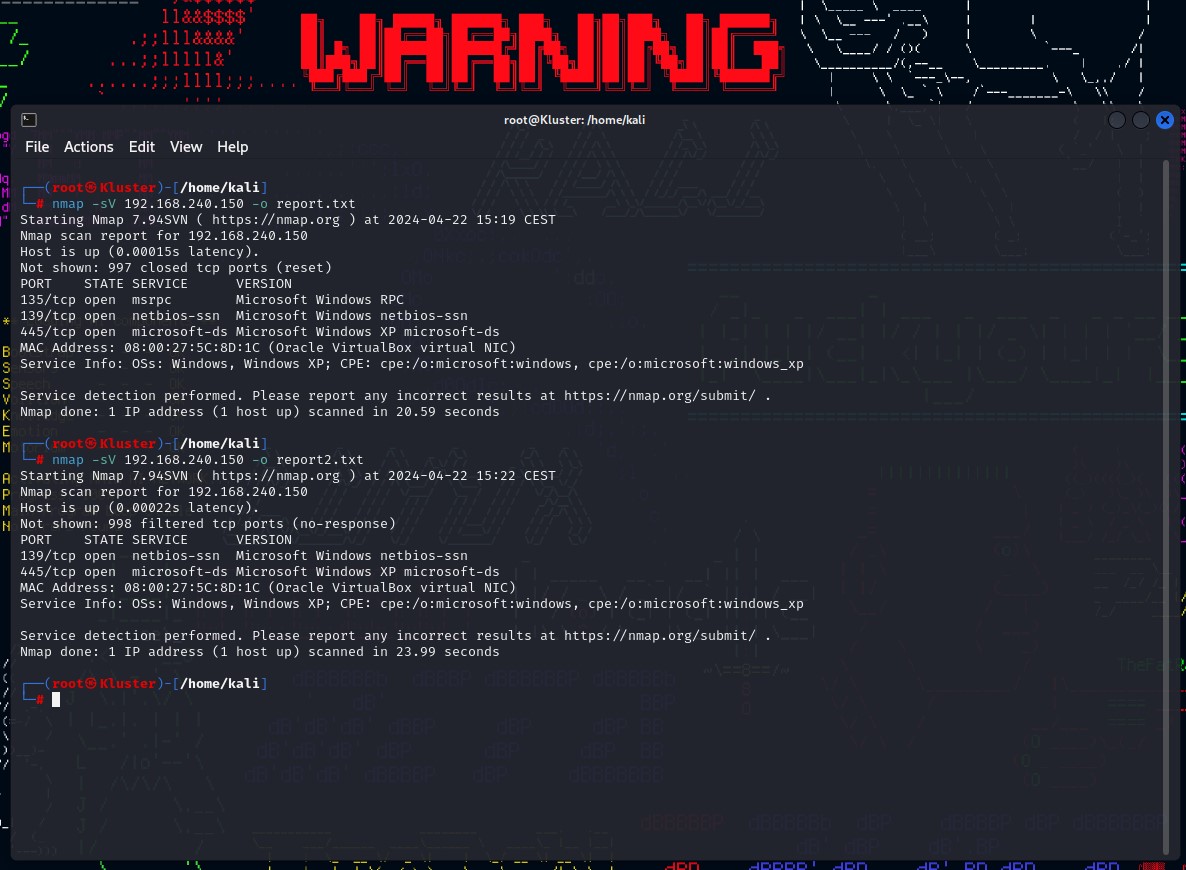 WARNING
root@Kluster: /home/kali
File Actions Edit View Help
┌──(root㉿Kluster)-[/home/kali]
└─# nmap -sV 192.168.240.150 -o report.txt
Starting Nmap 7.94SVN ( https://nmap.org ) at 2024-04-22 15:19 CEST
Nmap scan report for 192.168.240.150
Host is up (0.00015s latency).
Not shown: 997 closed tcp ports (reset)
PORT    STATE SERVICE      VERSION
135/tcp open  msrpc        Microsoft Windows RPC
139/tcp open  netbios-ssn  Microsoft Windows netbios-ssn
445/tcp open  microsoft-ds Microsoft Windows XP microsoft-ds
MAC Address: 08:00:27:5C:8D:1C (Oracle VirtualBox virtual NIC)
Service Info: OSs: Windows, Windows XP; CPE: cpe:/o:microsoft:windows, cpe:/o:microsoft:windows_xp
Service detection performed. Please report any incorrect results at https://nmap.org/submit/ .
Nmap done: 1 IP address (1 host up) scanned in 20.59 seconds
┌──(root㉿Kluster)-[/home/kali]
└─# nmap -sV 192.168.240.150 -o report2.txt
Starting Nmap 7.94SVN ( https://nmap.org ) at 2024-04-22 15:22 CEST
Nmap scan report for 192.168.240.150
Host is up (0.00022s latency).
Not shown: 998 filtered tcp ports (no-response)
PORT    STATE SERVICE      VERSION
139/tcp open  netbios-ssn  Microsoft Windows netbios-ssn
445/tcp open  microsoft-ds Microsoft Windows XP microsoft-ds
MAC Address: 08:00:27:5C:8D:1C (Oracle VirtualBox virtual NIC)
Service Info: OSs: Windows, Windows XP; CPE: cpe:/o:microsoft:windows, cpe:/o:microsoft:windows_xp
Service detection performed. Please report any incorrect results at https://nmap.org/submit/ .
Nmap done: 1 IP address (1 host up) scanned in 23.99 seconds
┌──(root㉿Kluster)-[/home/kali]
└─#